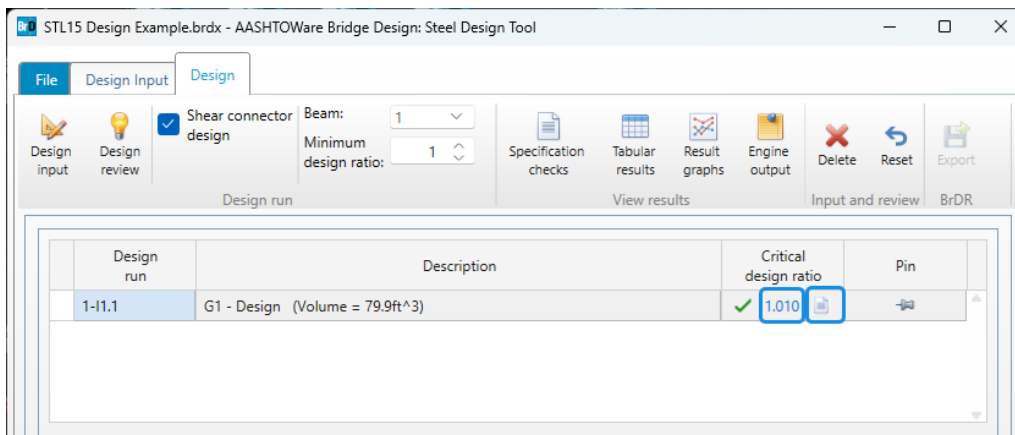 BrD STL15 Design Example.brdx - AASHTOWare Bridge Design: Steel Design Tool
File Design Input Design
Design input
Design review
Shear connector design
Beam: 1
Minimum design ratio: 1
Specification checks
Tabular results
Result graphs
Engine output
Delete
Reset
Export
Design run View results Input and review BrDR
Design run Description Critical design ratio Pin
1-I1.1 G1 - Design (Volume = 79.9ft^3) 1.010